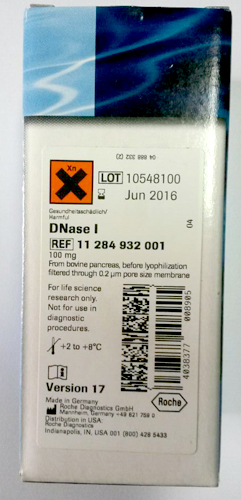 04 888 332 (2)
LOT 10548100
Xn
Jun 2016
Gesundheitsschädlich/
Harmful
04
DNase I
REF 11 284 932 001
100 mg
From bovine pancreas, before lyophilization
filtered through 0.2 µm pore size membrane
For life science
research only.
Not for use in
diagnostic
procedures.
+2 to +8°C
4038377 008905
Version 17
Roche
Made in Germany
Roche Diagnostics GmbH
Mannheim, Germany +49 621 759 0
Distribution in USA:
Roche Diagnostics
Indianapolis, IN, USA 001 (800) 428 5433